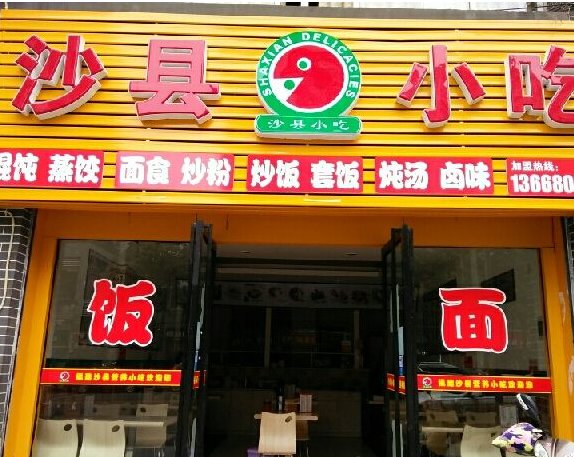 沙县
SHAXIAN DELICACIES
沙县小吃
小吃
馄饨 蒸饺
面食 炒粉
炒饭 套饭
炖汤 卤味
加盟热线:
136680
饭
面